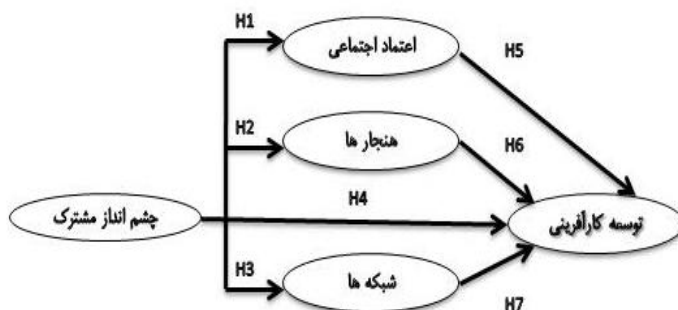 H1
اعتماد اجتماعی
H5
H2
هنجار ها
H6
H4
چشم انداز مشترک
توسعه کارآفرینی
H3
شبکه ها
H7